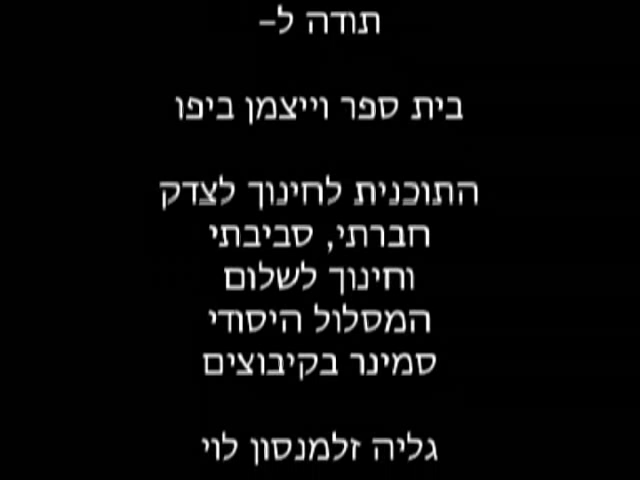 תודה ל-
בית ספר וייצמן ביפו
התוכנית לחינוך לצדק
חברתי, סביבתי
וחינוך לשלום
המסלול היסודי
סמינר בקיבוצים
גליה זלמנסון לוי